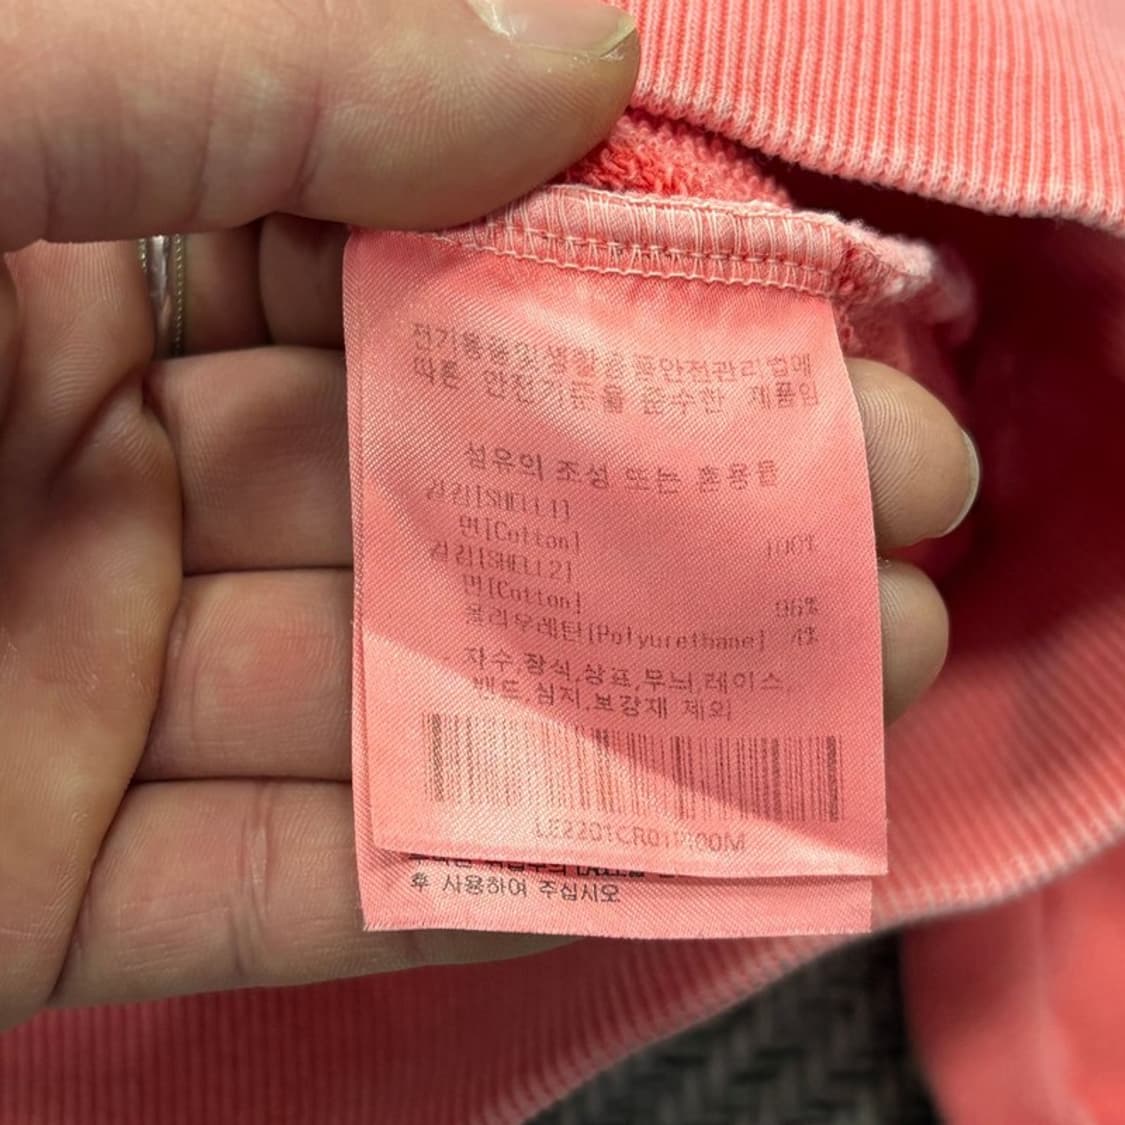 전기용품및생활용품안전관리법에
따른 안전기준을 준수한 제품임
섬유의 조성 또는 혼용률
겉감[SHELL1]
면[Cotton] 100%
겉감[SHELL2]
면[Cotton] 96%
폴리우레탄[Polyurethane] 4%
자수,장식,상표,무늬,레이스,
밴드,심지,보강재 제외
후 사용하여 주십시오